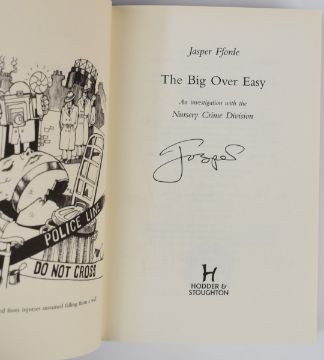 POLICE LINE
DO NOT CROSS
Jasper Fforde
The Big Over Easy
An investigation with the
Nursery Crime Division
Jasper
H
HODDER &
STOUGHTON